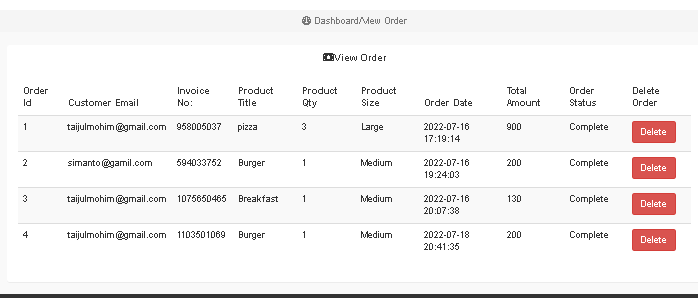 Dashboard/View Order
View Order
Order Id Customer Email Invoice No: Product Title Product Qty Product Size Order Date Total Amount Order Status Delete Order
1 taijulmohim@gmail.com 958005037 pizza 3 Large 2022-07-16 17:19:14 900 Complete Delete
2 simanto@gamil.com 594033752 Burger 1 Medium 2022-07-16 19:24:03 200 Complete Delete
3 taijulmohim@gmail.com 1075650465 Breakfast 1 Medium 2022-07-16 20:07:38 130 Complete Delete
4 taijulmohim@gmail.com 1103501069 Burger 1 Medium 2022-07-18 20:41:35 200 Complete Delete